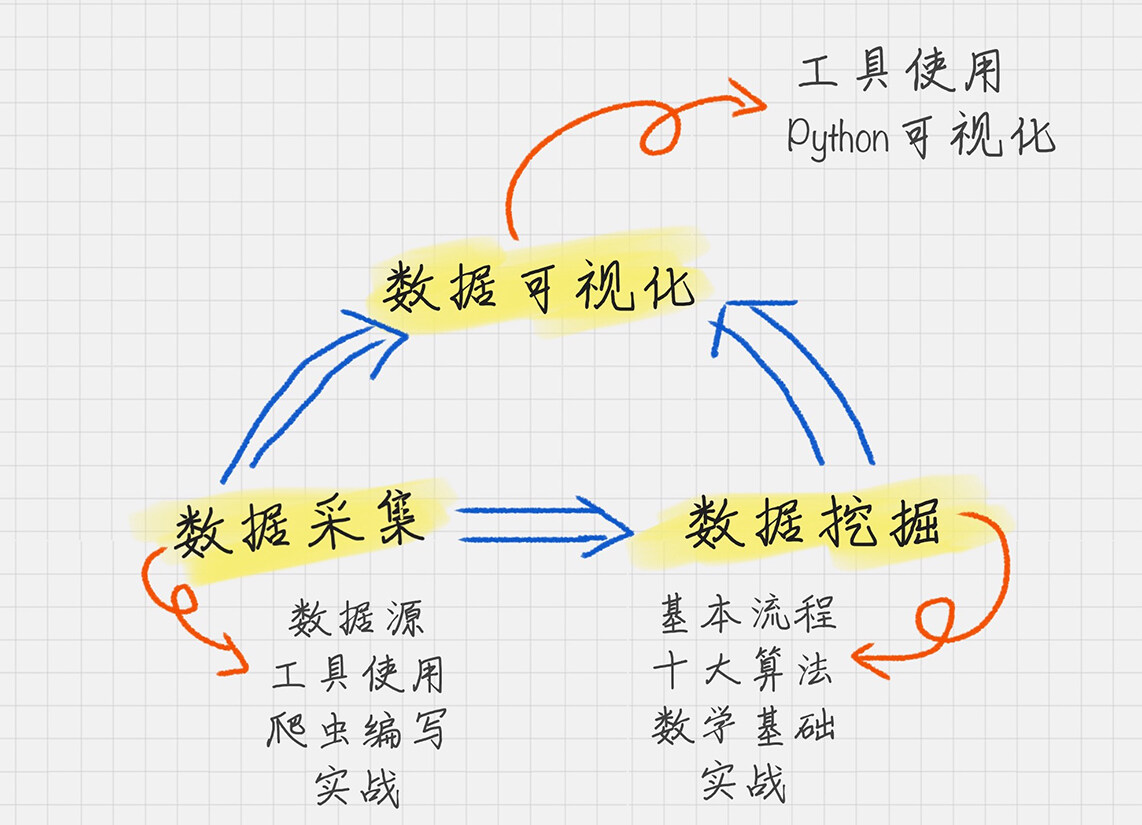 工具使用
Python可视化
数据可视化
数据采集
数据挖掘
数据源
工具使用
爬虫编写
实战
基本流程
十大算法
数学基础
实战